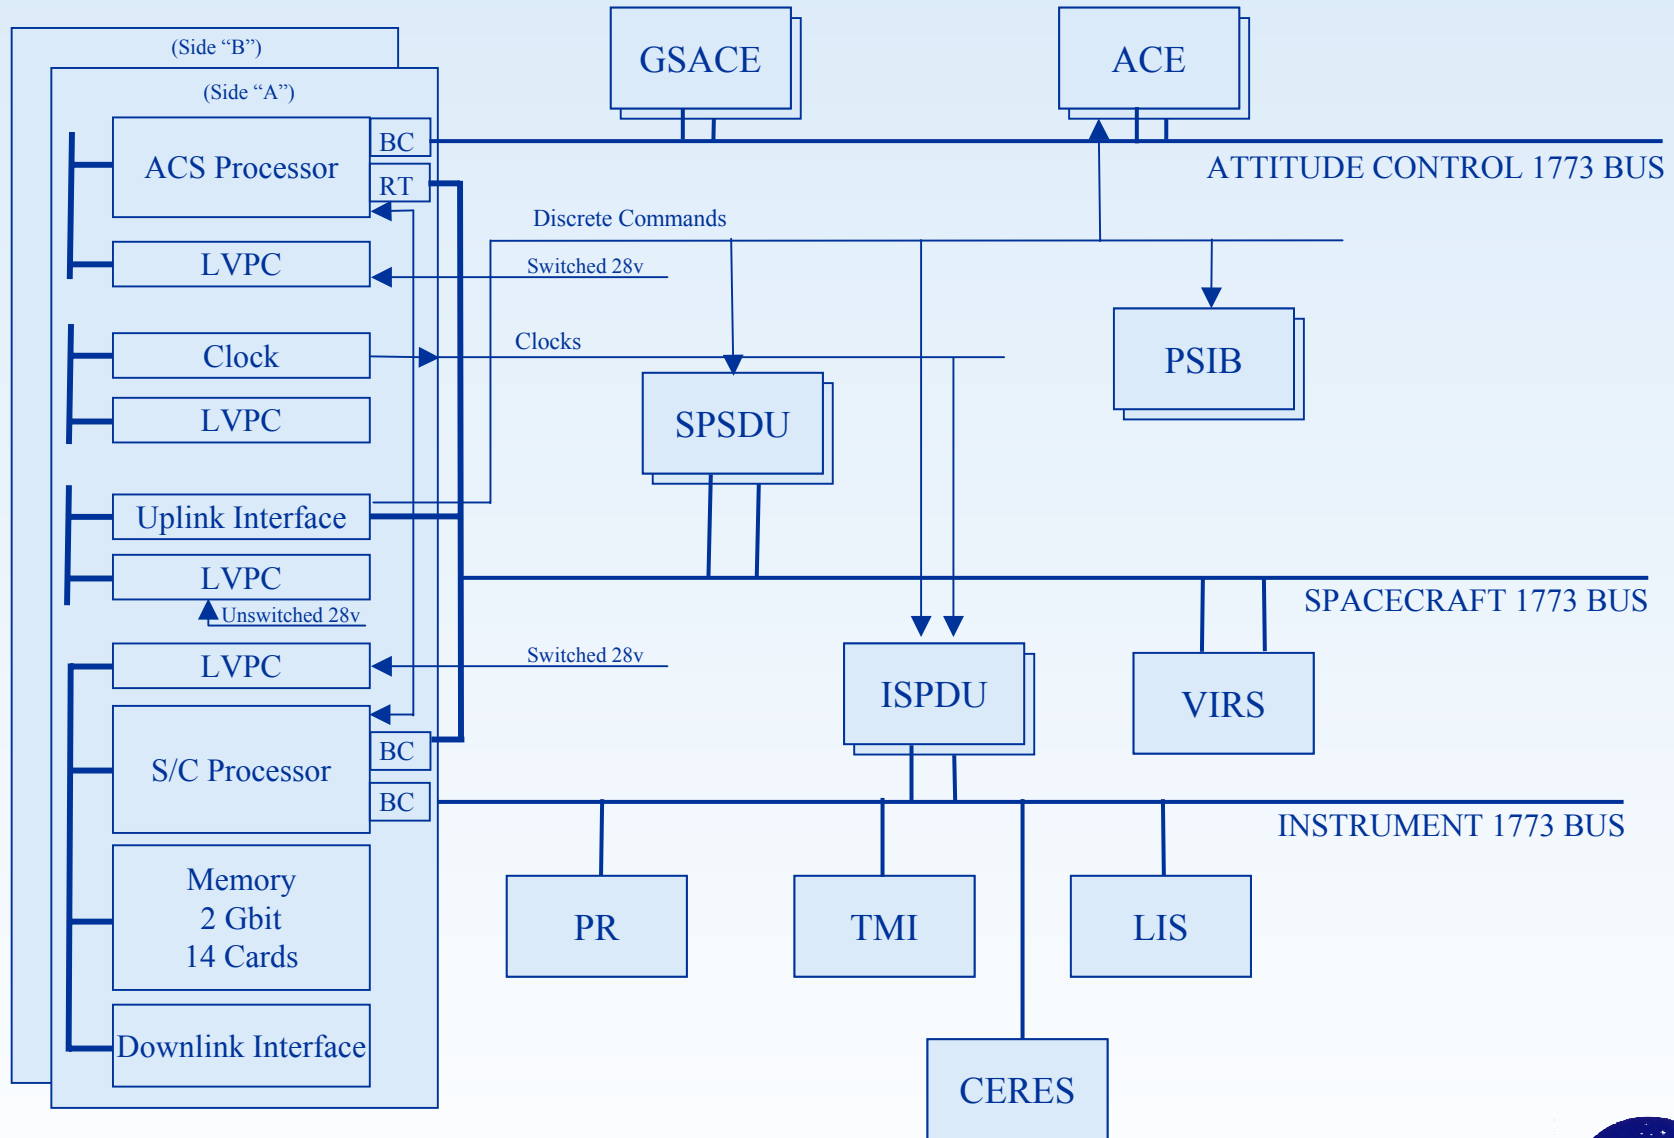 (Side “B”)
(Side “A”)
GSACE
ACE
ACS Processor
BC
RT
ATTITUDE CONTROL 1773 BUS
Discrete Commands
LVPC
Switched 28v
Clock
Clocks
PSIB
LVPC
SPSDU
Uplink Interface
LVPC
Unswitched 28v
SPACECRAFT 1773 BUS
LVPC
Switched 28v
ISPDU
VIRS
S/C Processor
BC
BC
INSTRUMENT 1773 BUS
Memory
2 Gbit
14 Cards
PR
TMI
LIS
Downlink Interface
CERES